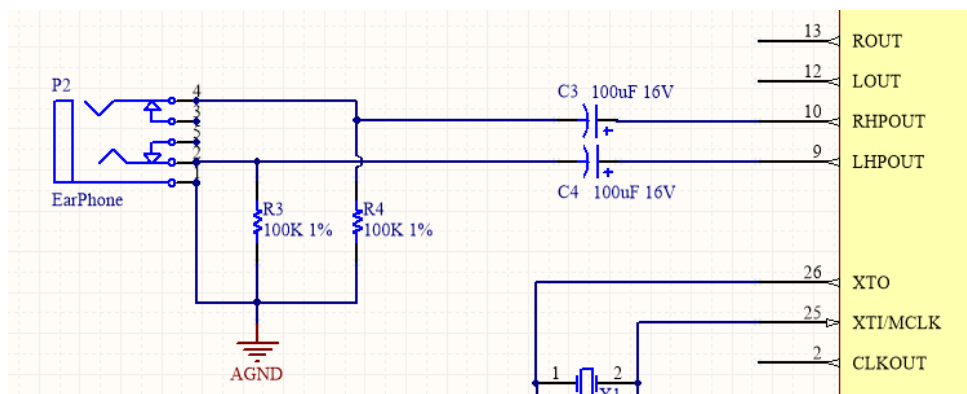 13 ROUT
12 LOUT
P2
4
C3 100uF 16V
3
10 RHPOUT
5
2
9 LHPOUT
1
C4 100uF 16V
EarPhone
R3
100K 1%
R4
100K 1%
26 XTO
25 XTI/MCLK
AGND
2 CLKOUT
1 2
X1